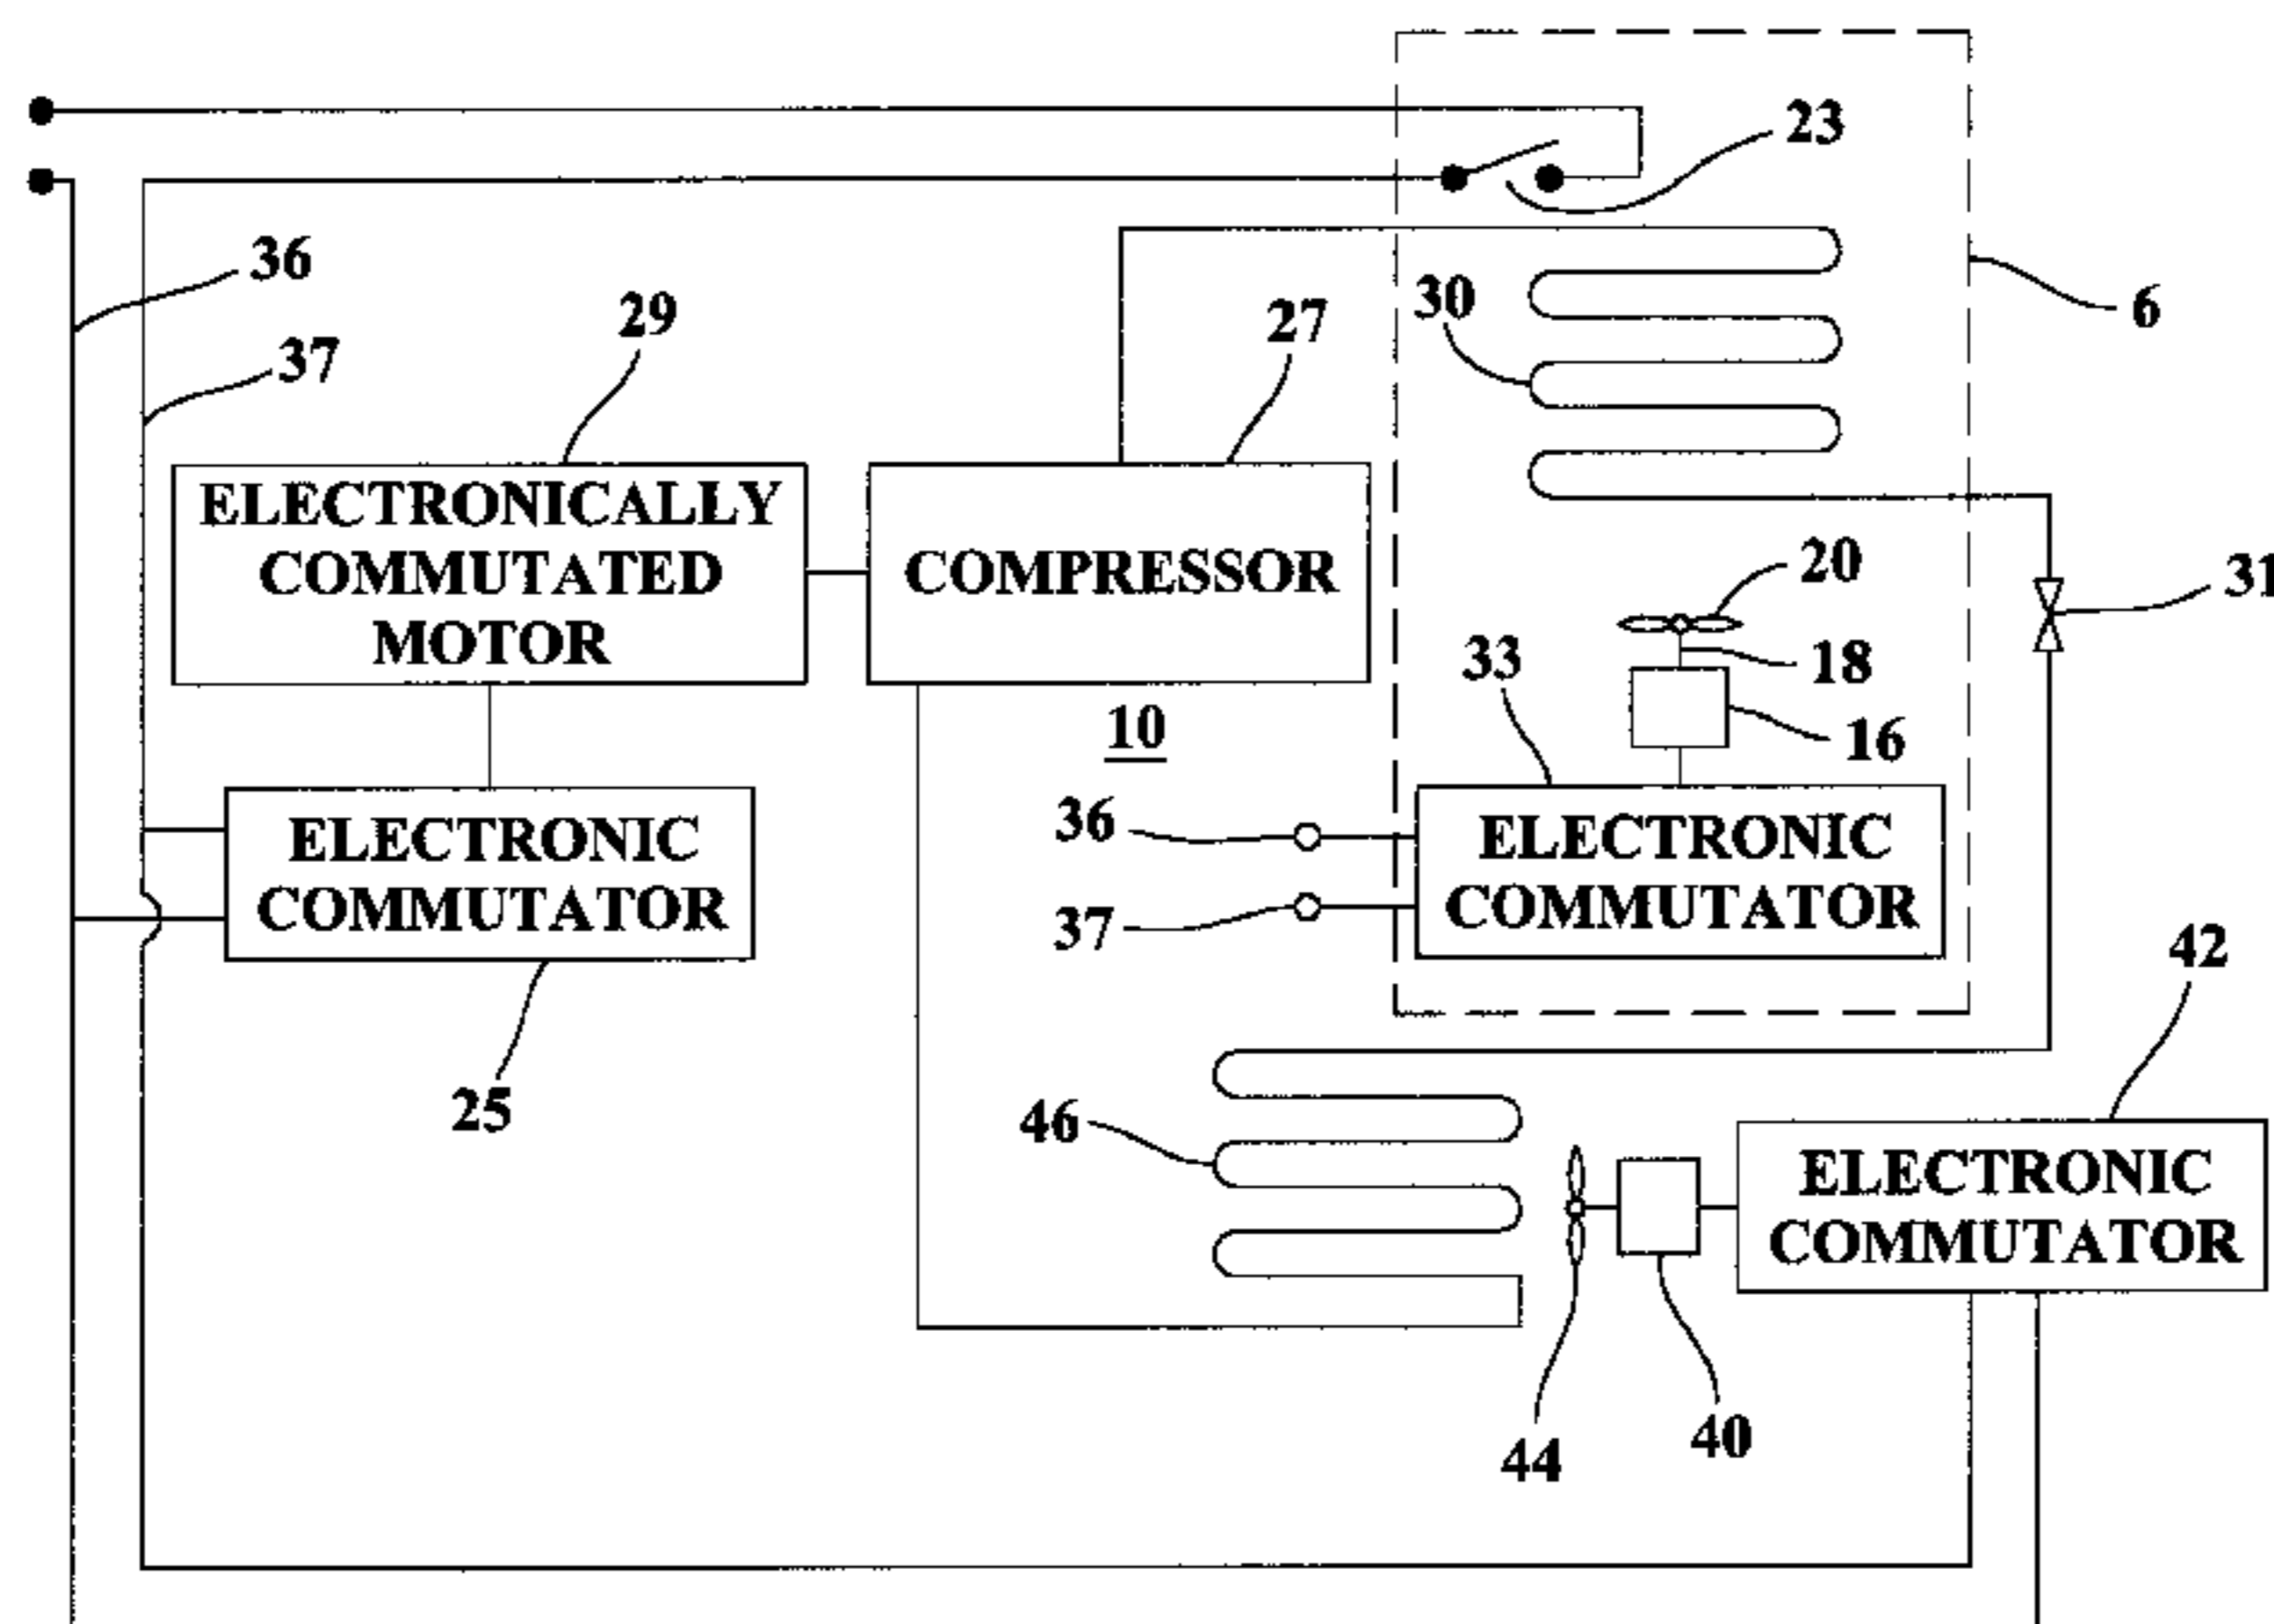 23
36
6
29
27
30
37
ELECTRONICALLY
COMMUTATED
MOTOR
COMPRESSOR
20
31
33
18
10
16
36
ELECTRONIC
COMMUTATOR
ELECTRONIC
COMMUTATOR
37
42
25
46
ELECTRONIC
COMMUTATOR
44
40